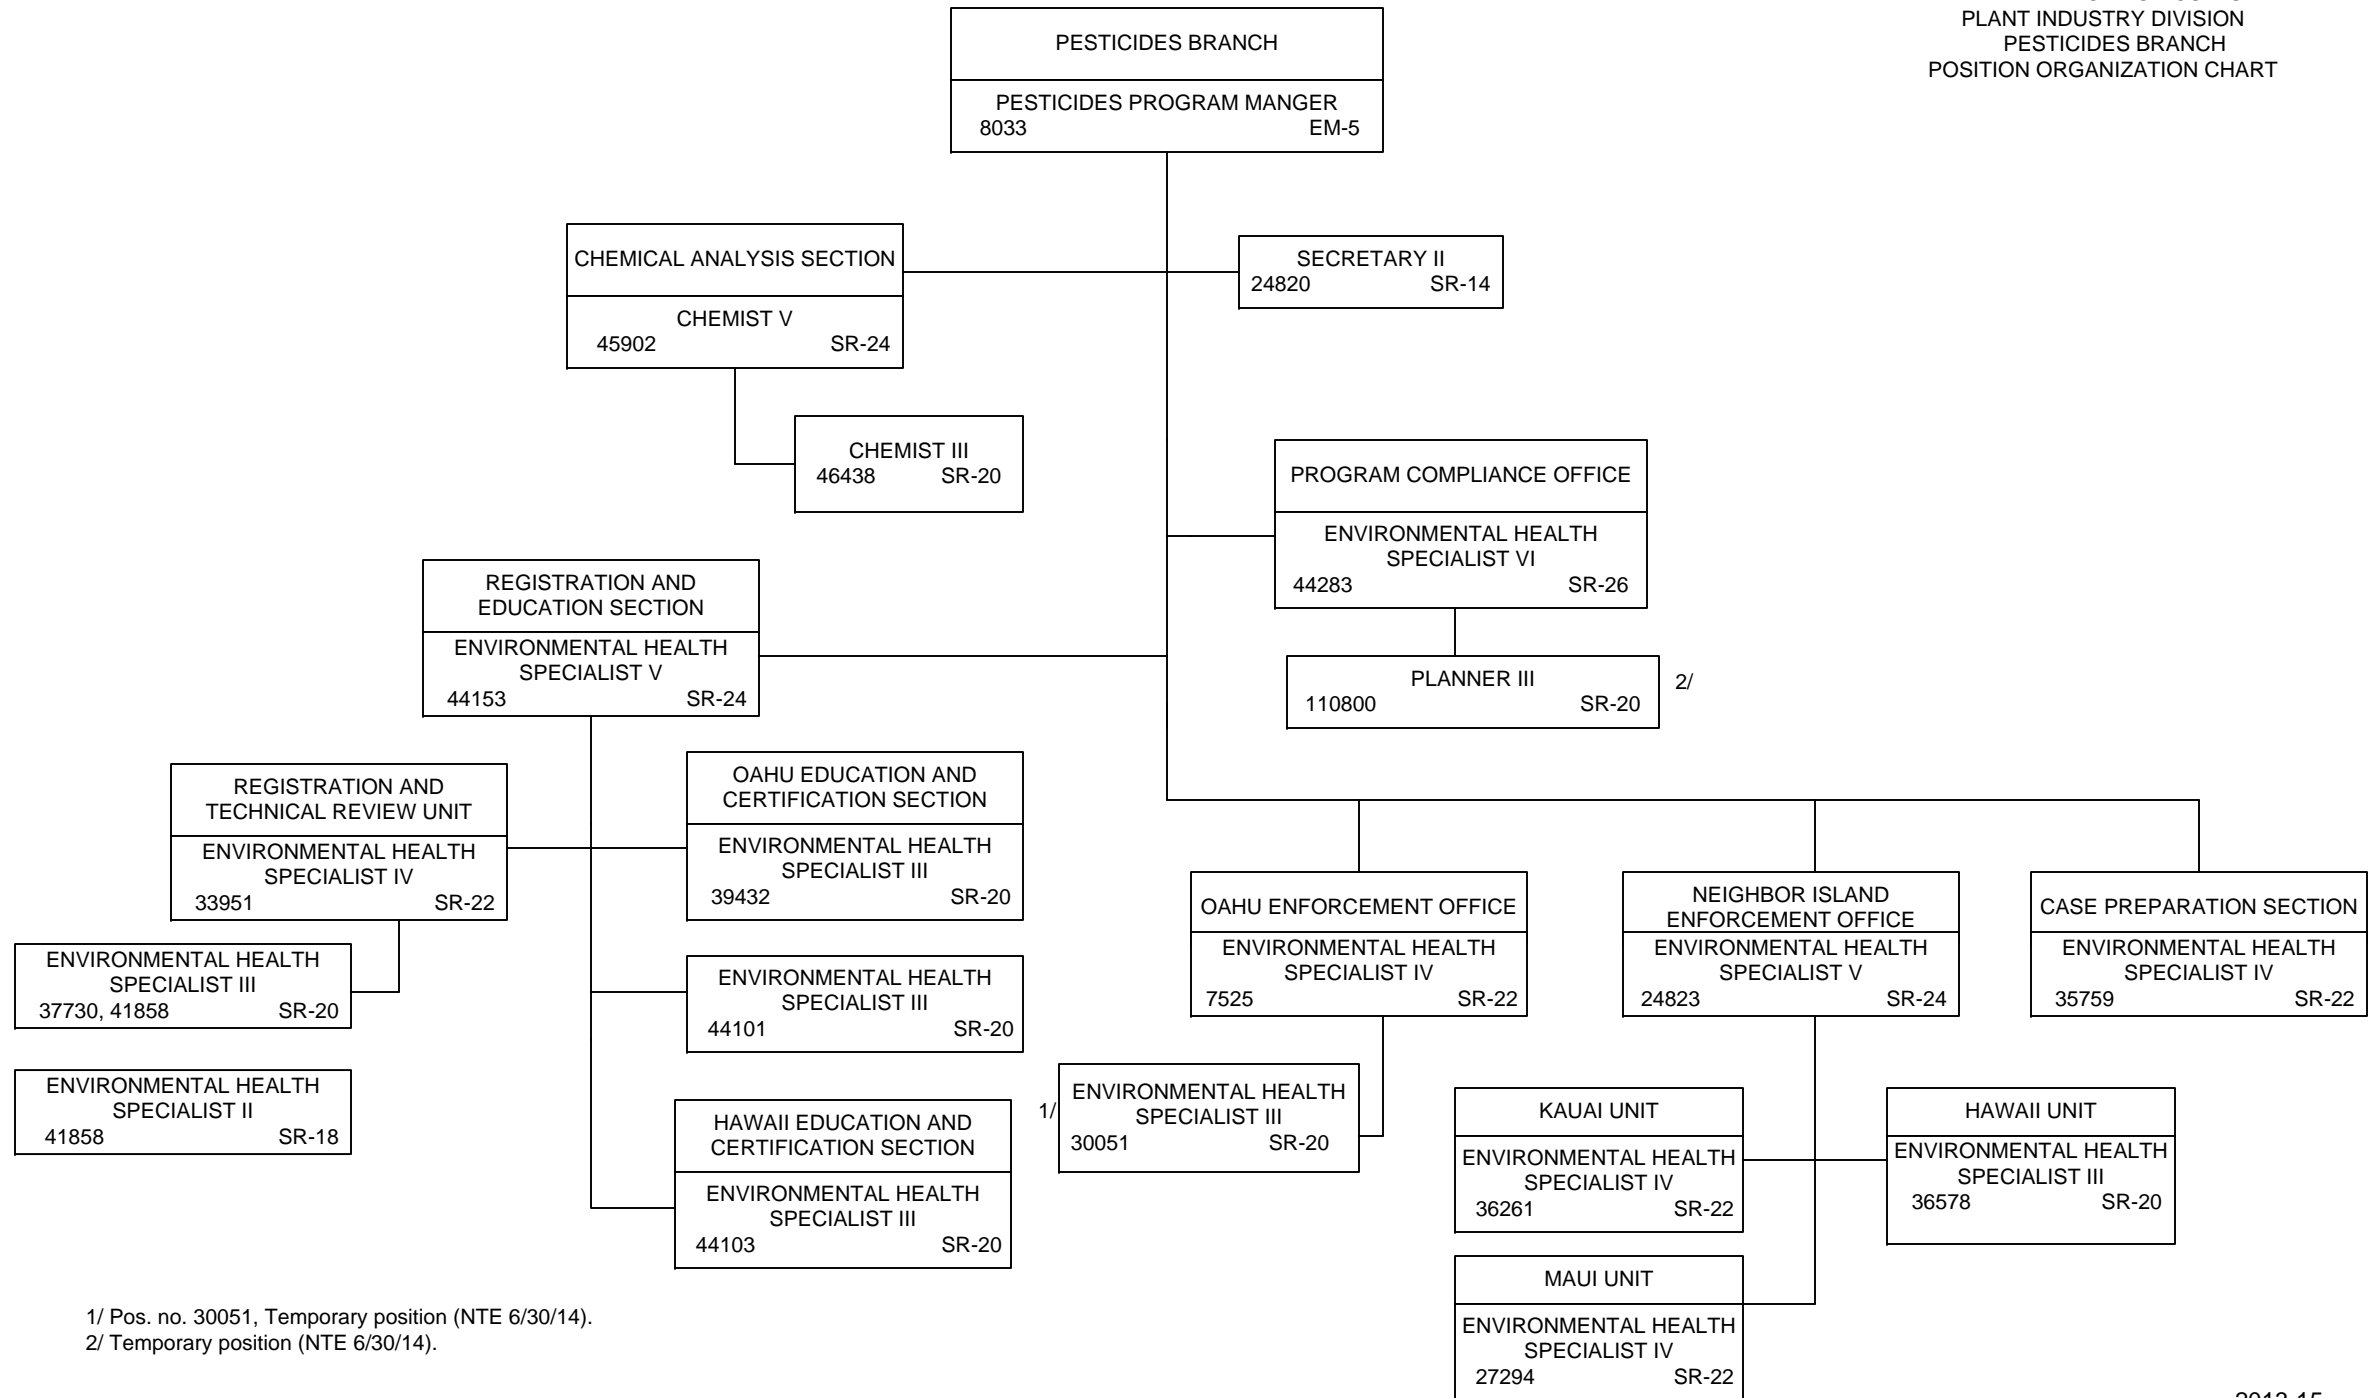 PLANT INDUSTRY DIVISION
PESTICIDES BRANCH
POSITION ORGANIZATION CHART
PESTICIDES BRANCH
PESTICIDES PROGRAM MANGER
8033 EM-5
CHEMICAL ANALYSIS SECTION
CHEMIST V
45902 SR-24
SECRETARY II
24820 SR-14
CHEMIST III
46438 SR-20
PROGRAM COMPLIANCE OFFICE
ENVIRONMENTAL HEALTH
SPECIALIST VI
44283 SR-26
PLANNER III
110800 SR-20
2/
REGISTRATION AND
EDUCATION SECTION
ENVIRONMENTAL HEALTH
SPECIALIST V
44153 SR-24
REGISTRATION AND
TECHNICAL REVIEW UNIT
ENVIRONMENTAL HEALTH
SPECIALIST IV
33951 SR-22
ENVIRONMENTAL HEALTH
SPECIALIST III
37730, 41858 SR-20
ENVIRONMENTAL HEALTH
SPECIALIST II
41858 SR-18
OAHU EDUCATION AND
CERTIFICATION SECTION
ENVIRONMENTAL HEALTH
SPECIALIST III
39432 SR-20
ENVIRONMENTAL HEALTH
SPECIALIST III
44101 SR-20
HAWAII EDUCATION AND
CERTIFICATION SECTION
ENVIRONMENTAL HEALTH
SPECIALIST III
44103 SR-20
OAHU ENFORCEMENT OFFICE
ENVIRONMENTAL HEALTH
SPECIALIST IV
7525 SR-22
1/
ENVIRONMENTAL HEALTH
SPECIALIST III
30051 SR-20
NEIGHBOR ISLAND
ENFORCEMENT OFFICE
ENVIRONMENTAL HEALTH
SPECIALIST V
24823 SR-24
CASE PREPARATION SECTION
ENVIRONMENTAL HEALTH
SPECIALIST IV
35759 SR-22
KAUAI UNIT
ENVIRONMENTAL HEALTH
SPECIALIST IV
36261 SR-22
HAWAII UNIT
ENVIRONMENTAL HEALTH
SPECIALIST III
36578 SR-20
MAUI UNIT
ENVIRONMENTAL HEALTH
SPECIALIST IV
27294 SR-22
1/ Pos. no. 30051, Temporary position (NTE 6/30/14).
2/ Temporary position (NTE 6/30/14).